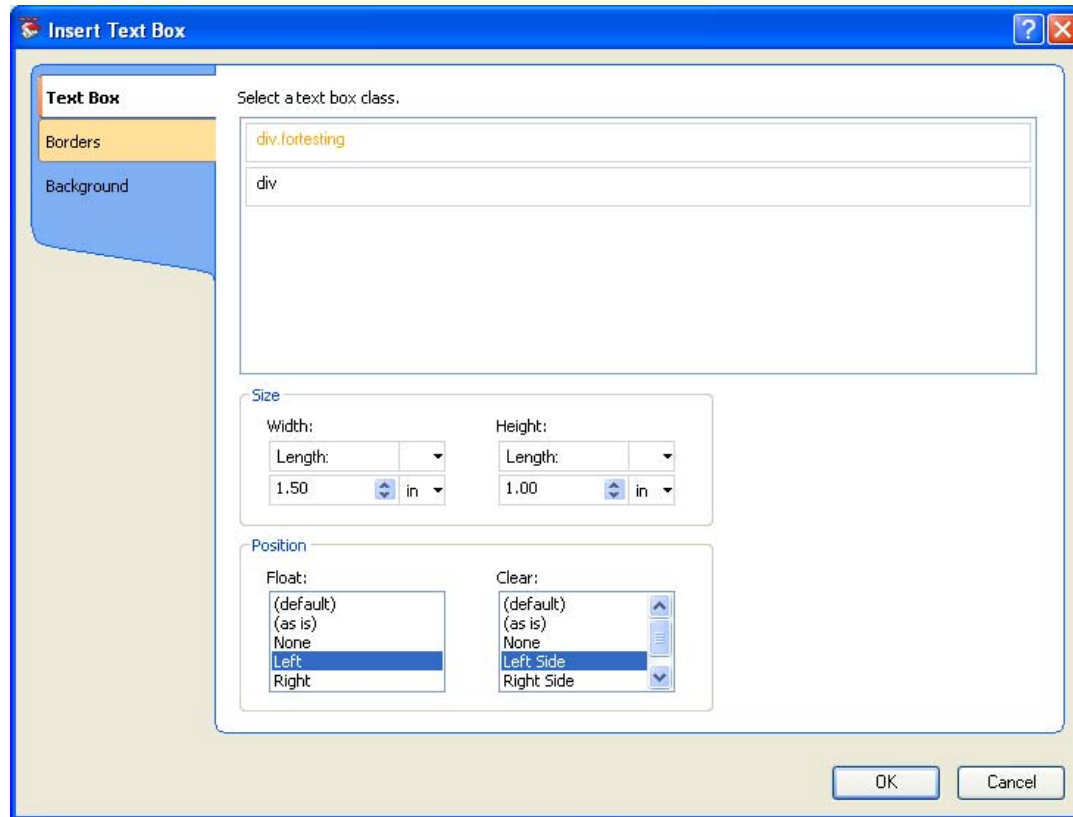 Insert Text Box
Text Box
Borders
Background
Select a text box class.
div.fortesting
div
Size
Width: Height:
Length: Length:
1.50 in 1.00 in
Position
Float: Clear:
(default) (default)
(as is) (as is)
None None
Left Left Side
Right Right Side
OK Cancel